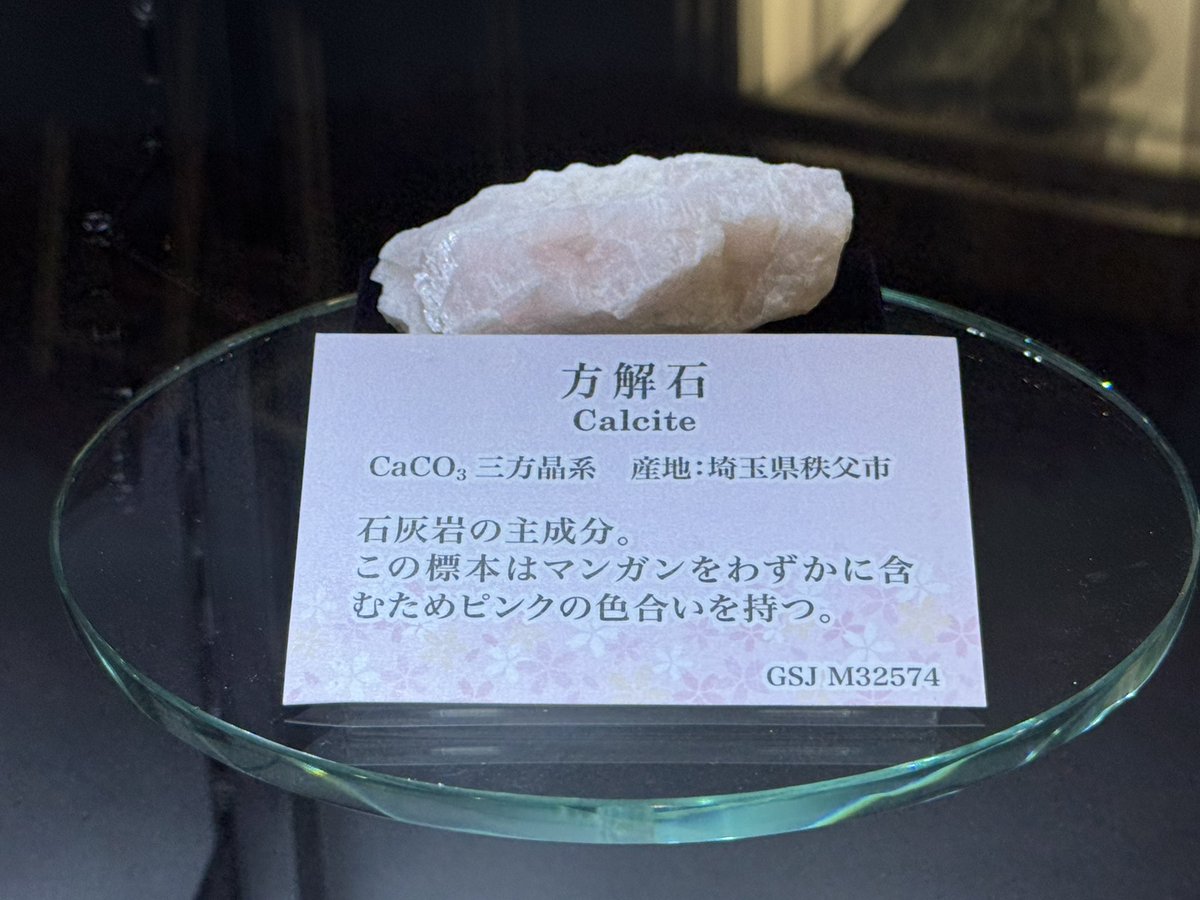 方解石
Calcite
CaCO₃ 三方晶系　産地：埼玉県秩父市
石灰岩の主成分。
この標本はマンガンをわずかに含
むためピンクの色合いを持つ。
GSJ M32574